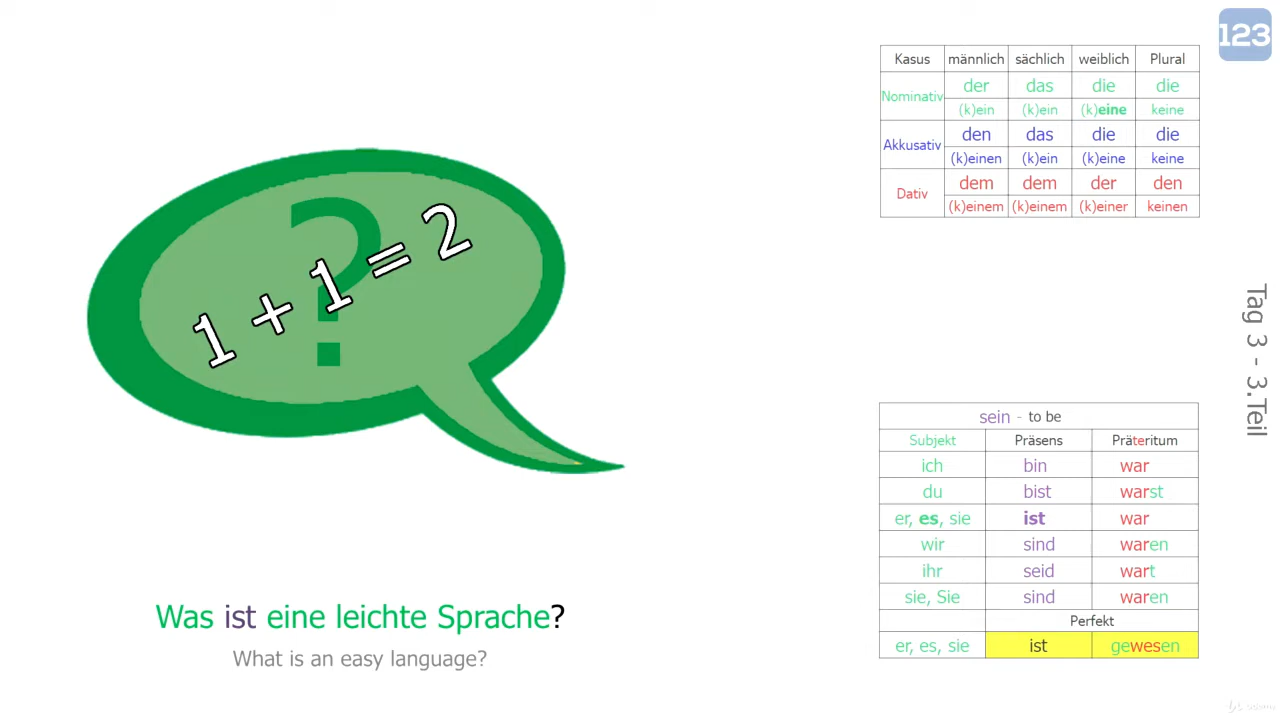 123
Kasus männlich sächlich weiblich Plural
Nominativ der das die die
(k)ein (k)ein (k)eine keine
Akkusativ den das die die
(k)einen (k)ein (k)eine keine
Dativ dem dem der den
(k)einem (k)einem (k)einer keinen
?
1 + 1 = 2
Tag 3 - 3.Teil
sein - to be
Subjekt Präsens Präteritum
ich bin war
du bist warst
er, es, sie ist war
wir sind waren
ihr seid wart
sie, Sie sind waren
Perfekt
er, es, sie ist gewesen
Was ist eine leichte Sprache?
What is an easy language?